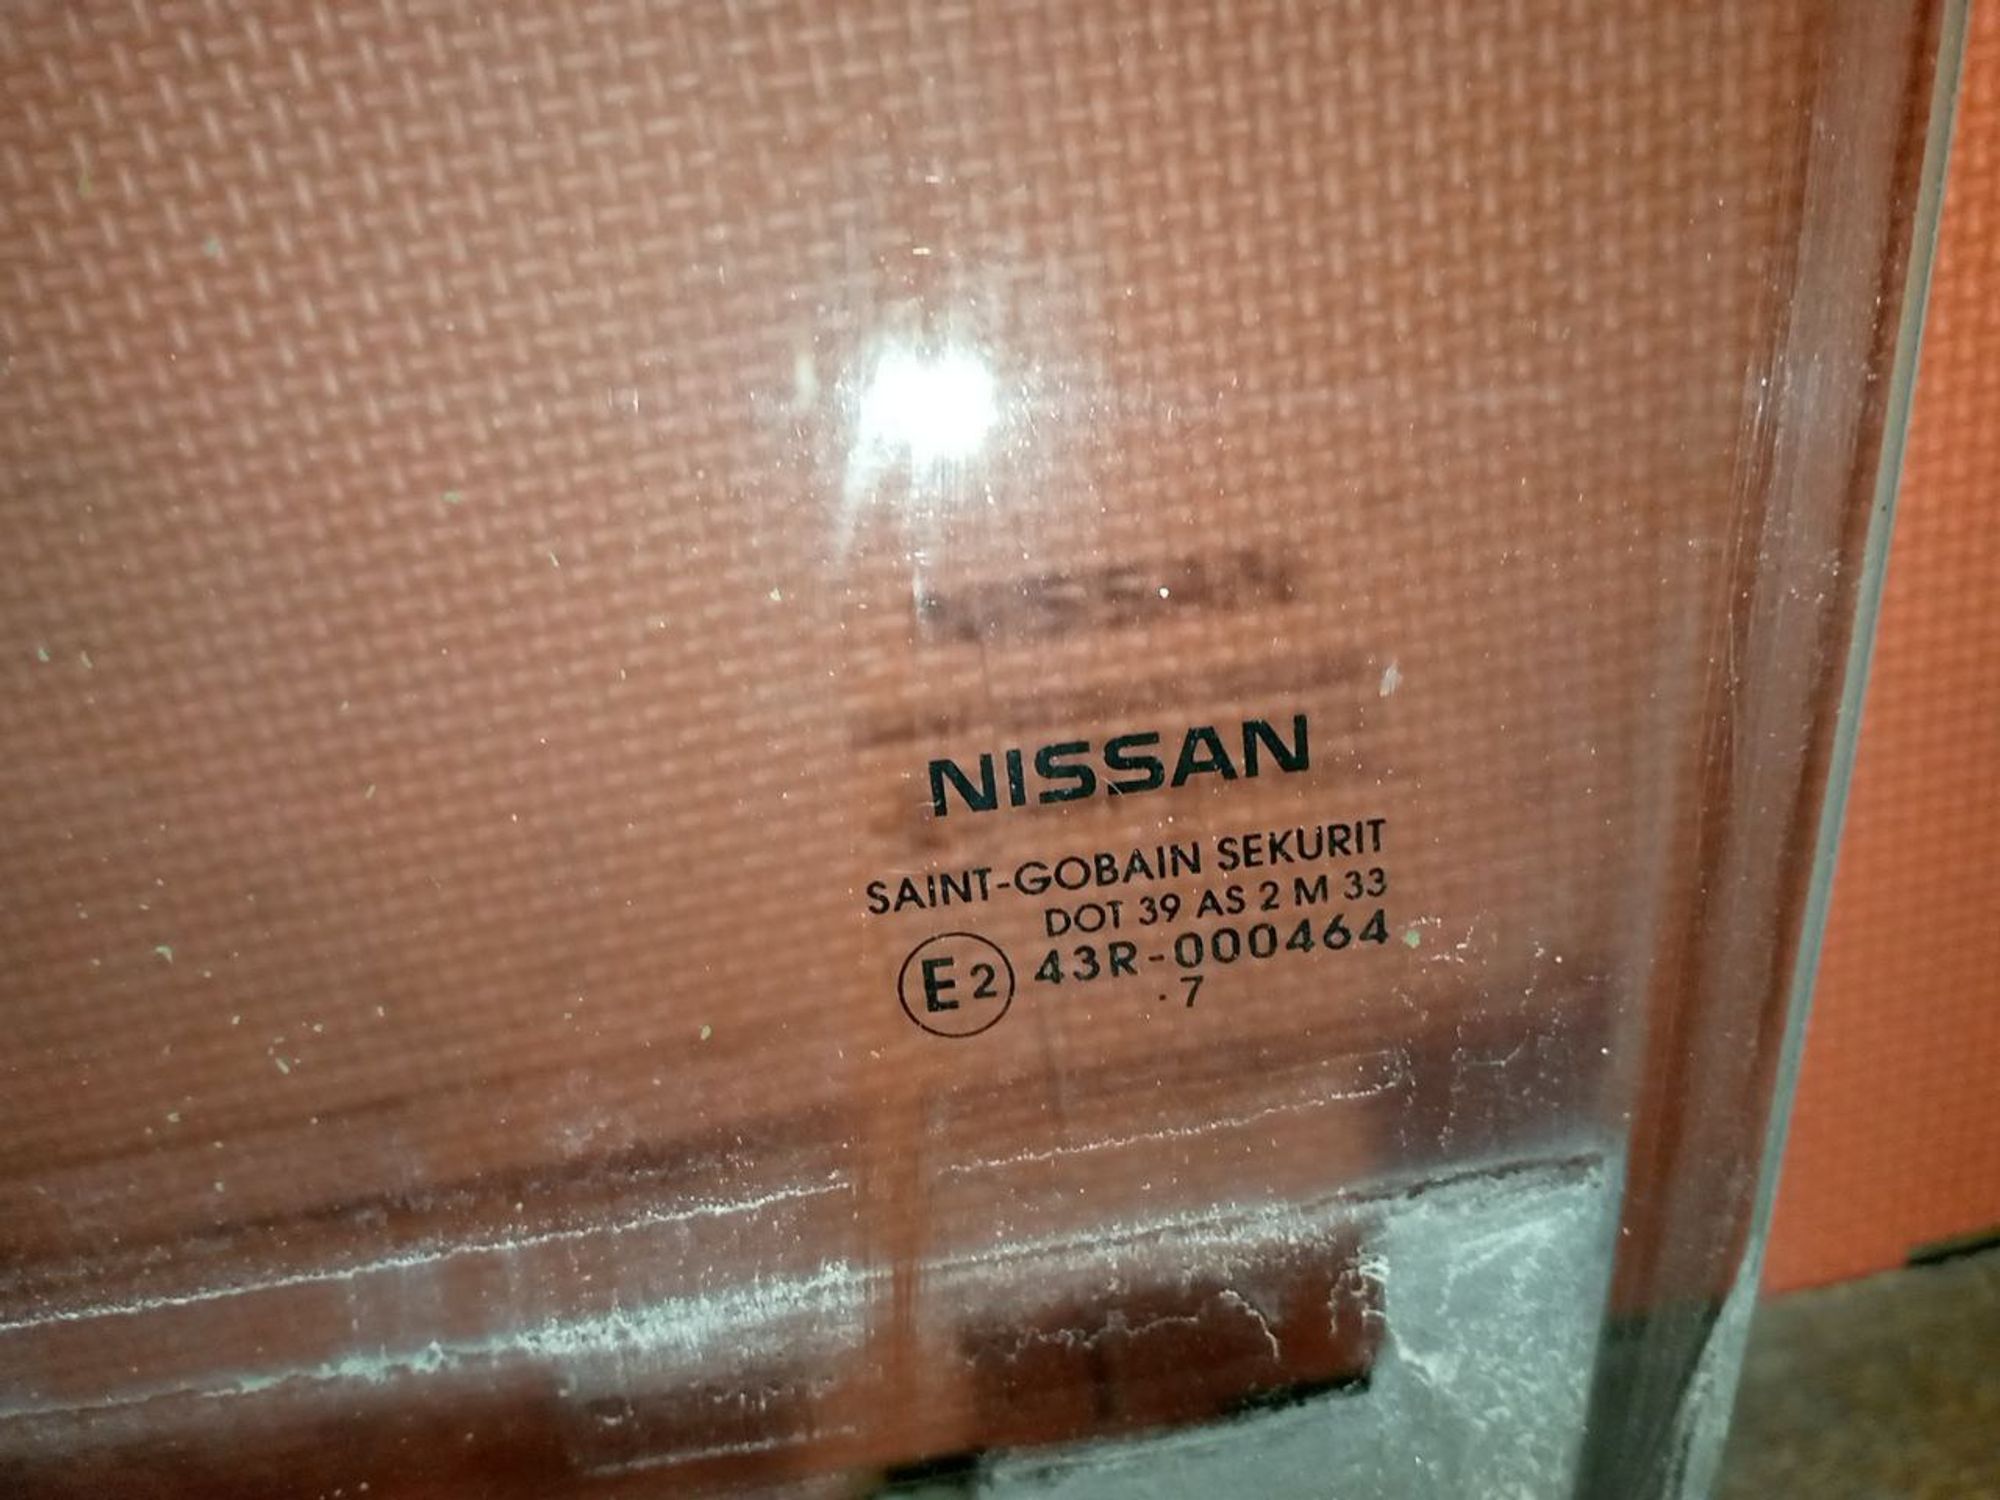 NISSAN
SAINT-GOBAIN SEKURIT
DOT 39 AS 2 M 33
E2 43R-000464
. 7